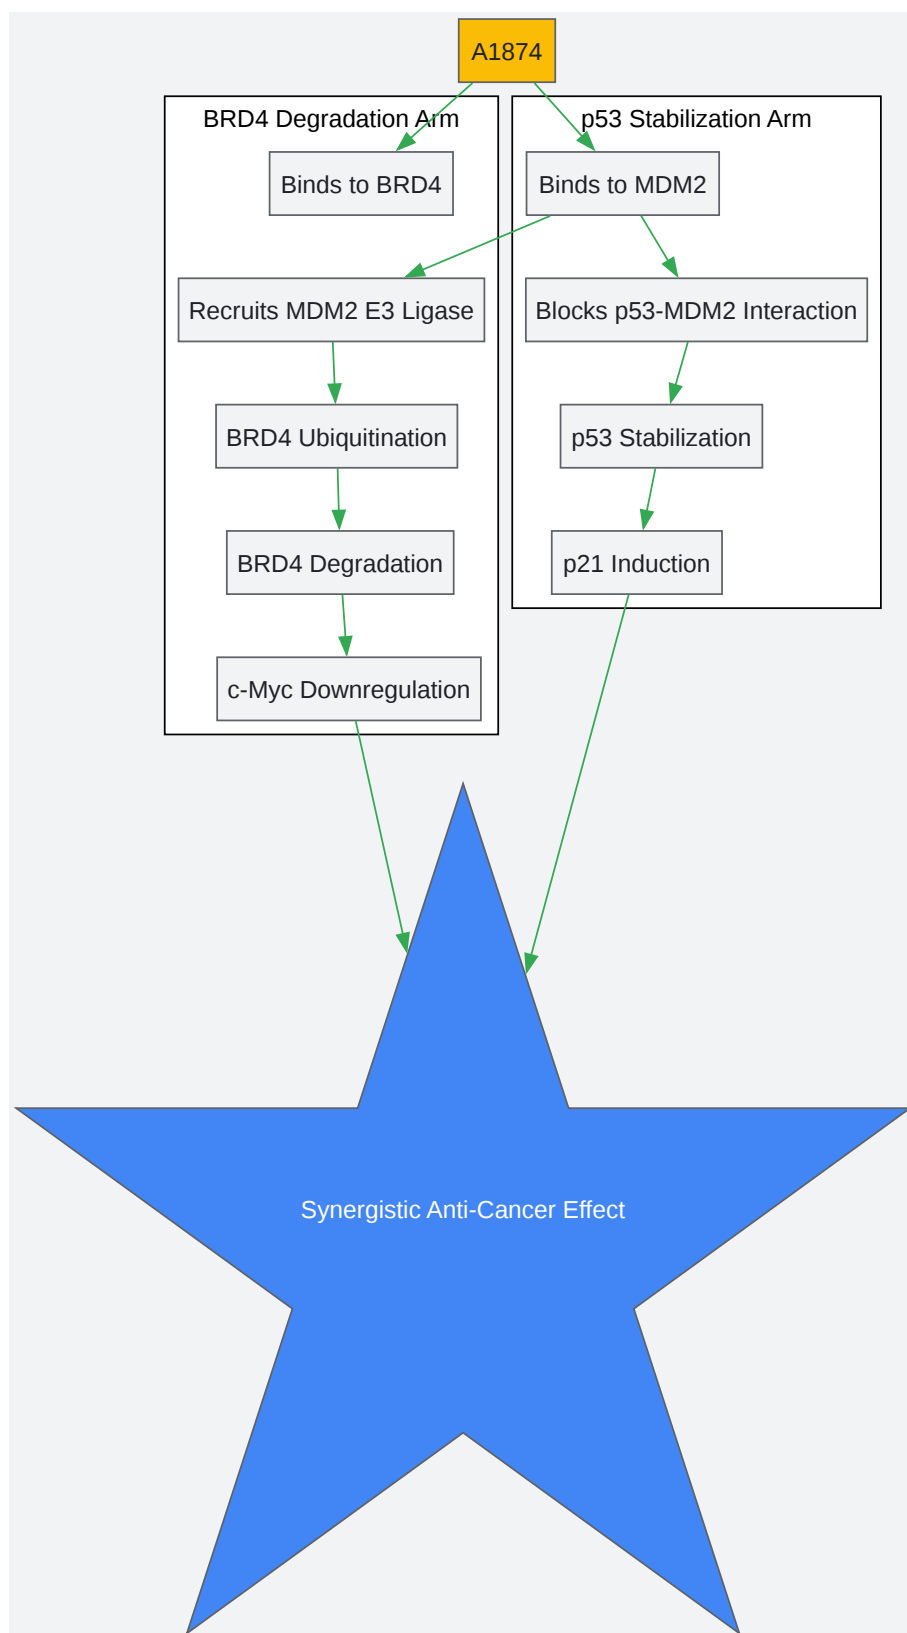 A1874
BRD4 Degradation Arm
p53 Stabilization Arm
Binds to BRD4
Binds to MDM2
Recruits MDM2 E3 Ligase
Blocks p53-MDM2 Interaction
BRD4 Ubiquitination
p53 Stabilization
BRD4 Degradation
p21 Induction
c-Myc Downregulation
Synergistic Anti-Cancer Effect